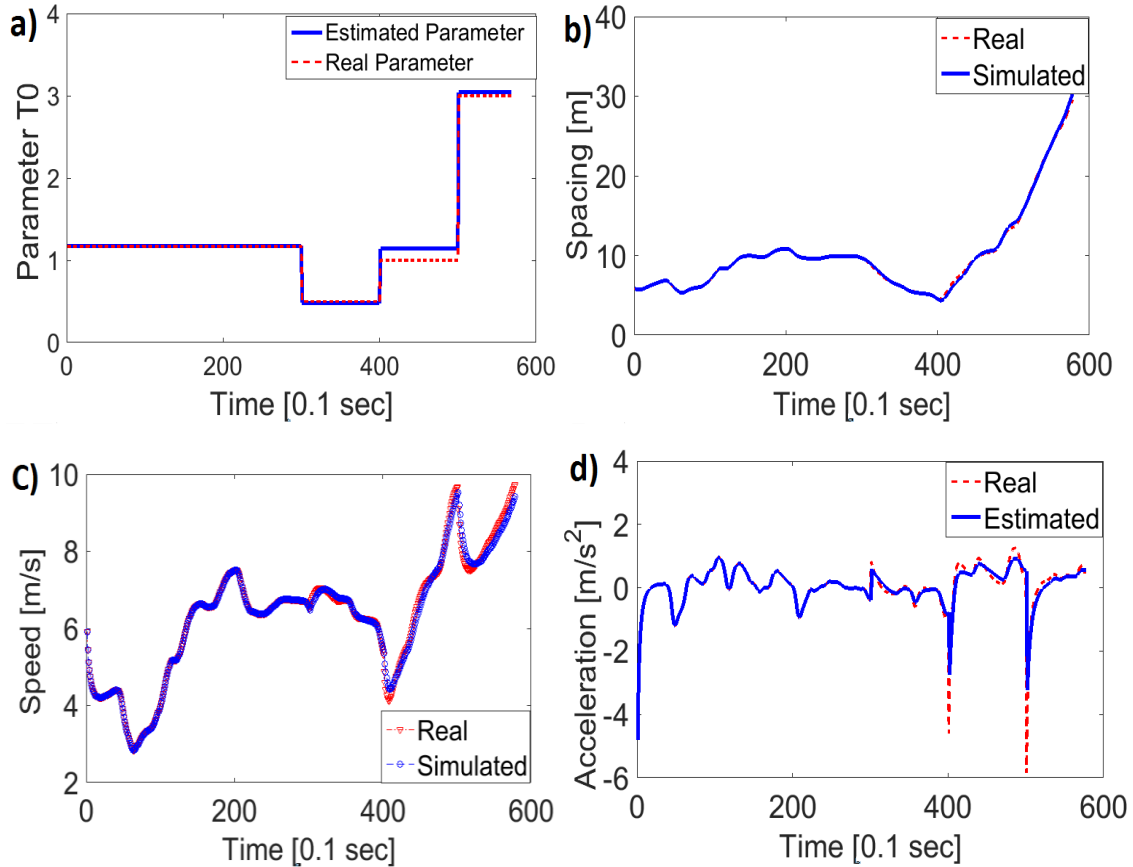 a)
Parameter T0
4
3
2
1
0
Estimated Parameter
Real Parameter
0 200 400 600
Time [0.1 sec]
b)
Spacing [m]
40
30
20
10
0
Real
Simulated
0 200 400 600
Time [0.1 sec]
C)
Speed [m/s]
10
8
6
4
2
Real
Simulated
0 200 400 600
Time [0.1 sec]
d)
Acceleration [m/s²]
4
2
0
-2
-4
-6
Real
Estimated
0 200 400 600
Time [0.1 sec]